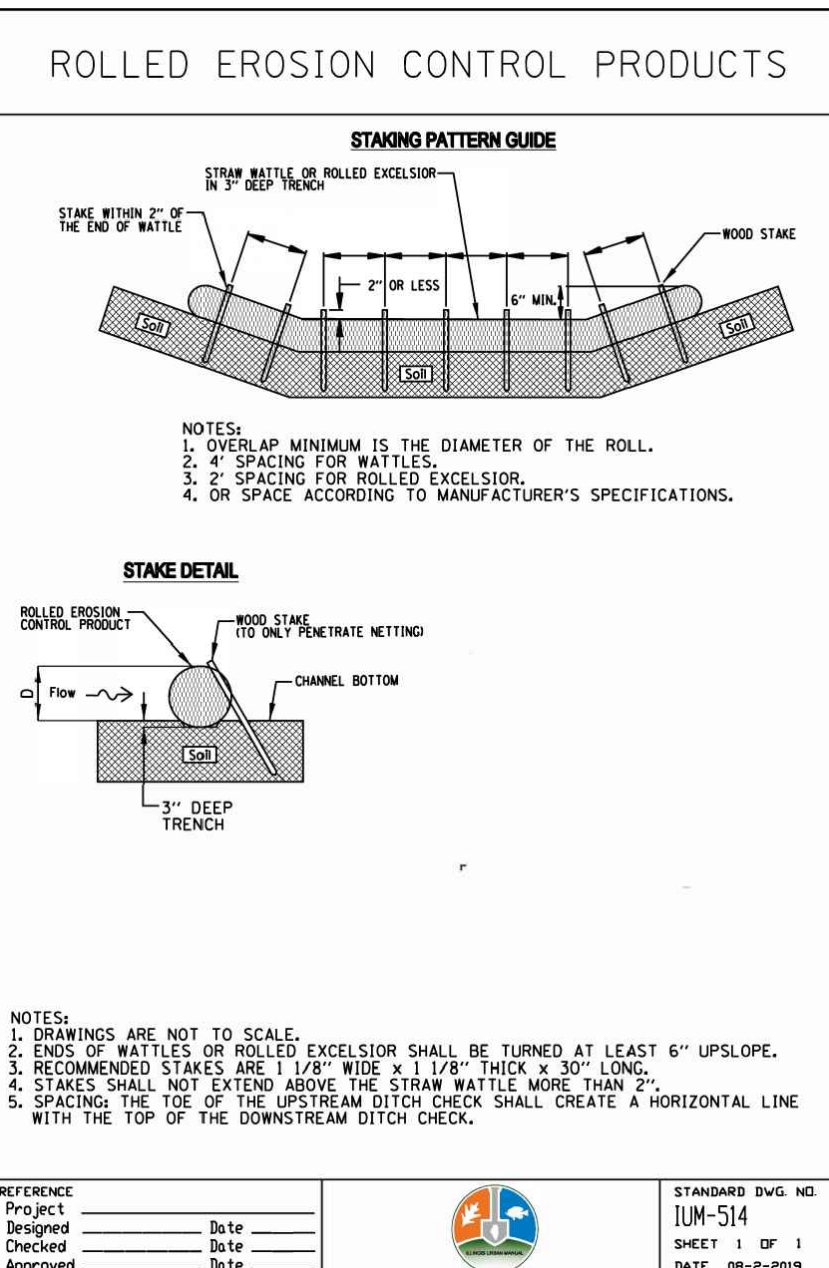 ROLLED EROSION CONTROL PRODUCTS
STAKING PATTERN GUIDE
STRAW WATTLE OR ROLLED EXCELSIOR
IN 3" DEEP TRENCH
STAKE WITHIN 2" OF
THE END OF WATTLE
WOOD STAKE
2" OR LESS
6" MIN.
Soil
Soil
Soil
NOTES:
1. OVERLAP MINIMUM IS THE DIAMETER OF THE ROLL.
2. 4' SPACING FOR WATTLES.
3. 2' SPACING FOR ROLLED EXCELSIOR.
4. OR SPACE ACCORDING TO MANUFACTURER'S SPECIFICATIONS.
STAKE DETAIL
ROLLED EROSION
CONTROL PRODUCT
WOOD STAKE
(TO ONLY PENETRATE NETTING)
CHANNEL BOTTOM
D
Flow
Soil
3" DEEP
TRENCH
NOTES:
1. DRAWINGS ARE NOT TO SCALE.
2. ENDS OF WATTLES OR ROLLED EXCELSIOR SHALL BE TURNED AT LEAST 6" UPSLOPE.
3. RECOMMENDED STAKES ARE 1 1/8" WIDE x 1 1/8" THICK x 30" LONG.
4. STAKES SHALL NOT EXTEND ABOVE THE STRAW WATTLE MORE THAN 2".
5. SPACING: THE TOE OF THE UPSTREAM DITCH CHECK SHALL CREATE A HORIZONTAL LINE
WITH THE TOP OF THE DOWNSTREAM DITCH CHECK.
REFERENCE
Project
Designed Date
Checked Date
Approved Date
ILLINOIS URBAN MANUAL
STANDARD DWG. NO.
IUM-514
SHEET 1 OF 1
DATE 08-2-2019